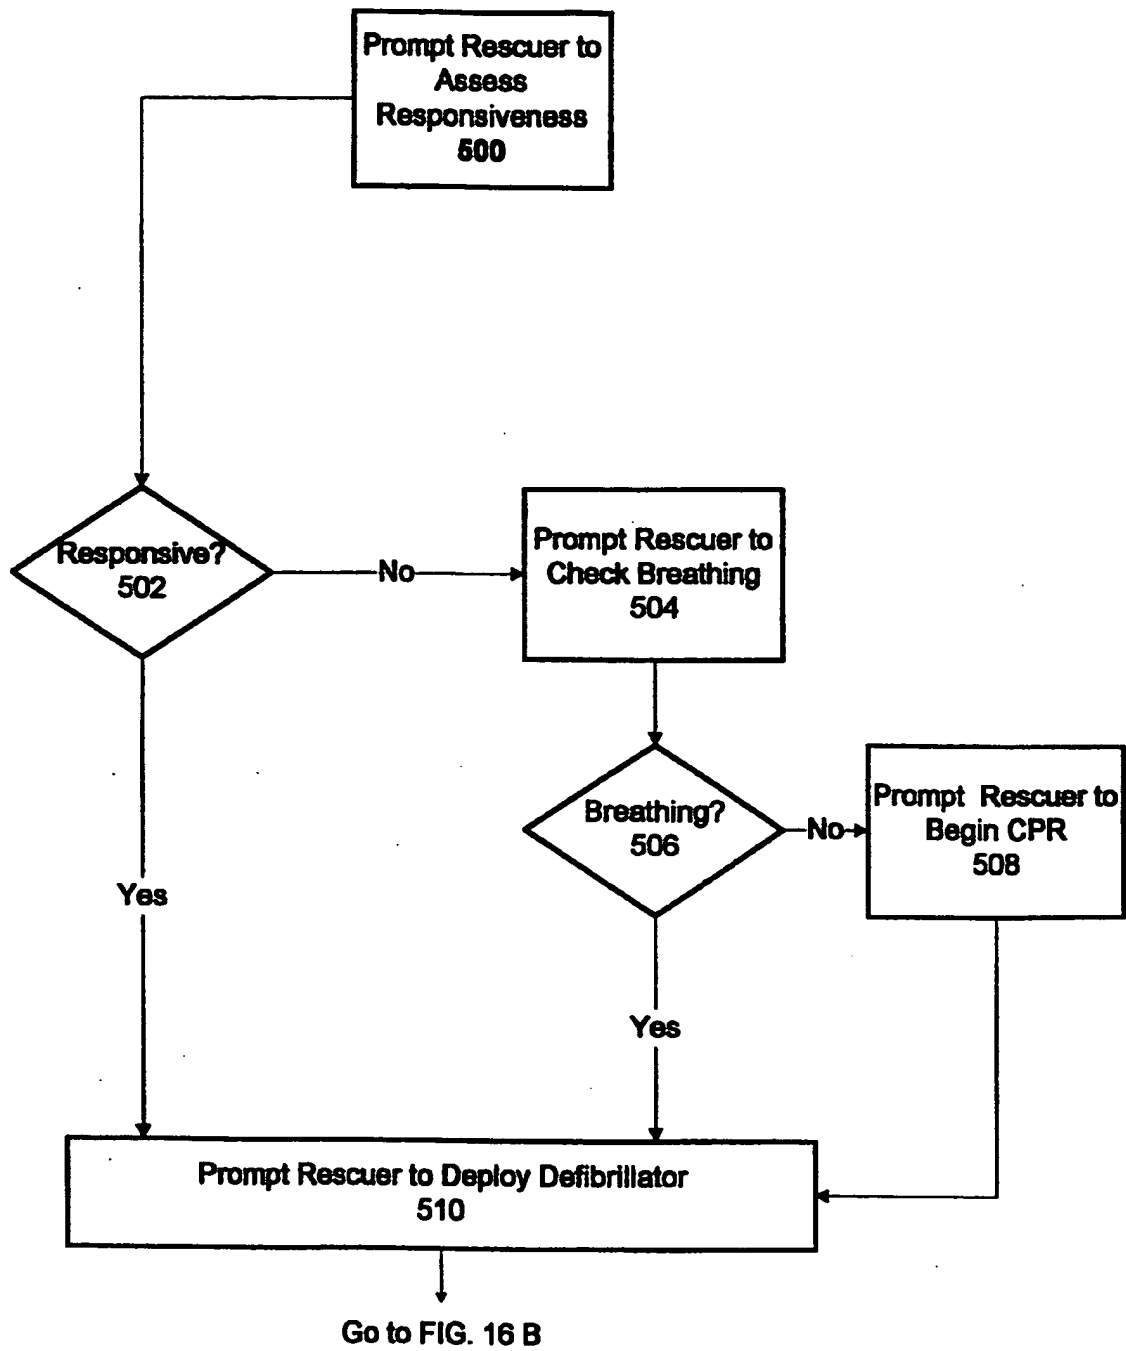 Prompt Rescuer to
Assess
Responsiveness
500
Responsive?
502
No
Prompt Rescuer to
Check Breathing
504
Breathing?
506
No
Prompt Rescuer to
Begin CPR
508
Yes
Yes
Prompt Rescuer to Deploy Defibrillator
510
Go to FIG. 16 B